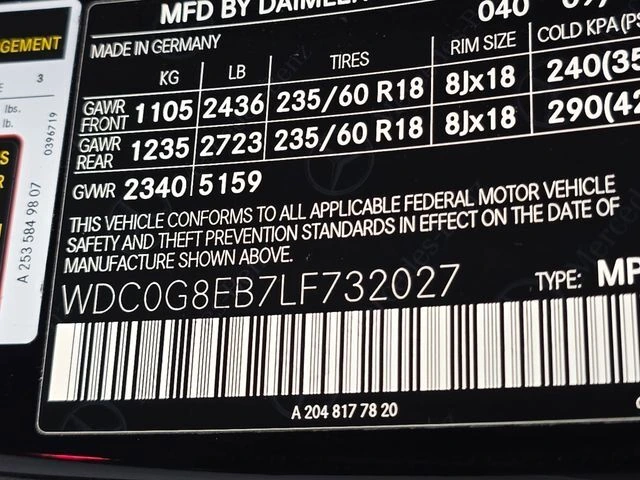 MFD BY DAIMLER
040
AGEMENT
MADE IN GERMANY
KG LB TIRES RIM SIZE COLD KPA(PS
3
lbs.
lbs.
GAWR FRONT 1105 2436 235/60 R18 8Jx18 240(35
GAWR REAR 1235 2723 235/60 R18 8Jx18 290(42
GVWR 2340 5159
0396719
A 253 584 98 07
THIS VEHICLE CONFORMS TO ALL APPLICABLE FEDERAL MOTOR VEHICLE
SAFETY AND THEFT PREVENTION STANDARDS IN EFFECT ON THE DATE OF
MANUFACTURE SHOWN ABOVE.
WDC0G8EB7LF732027 TYPE: MP
A 204 817 78 20